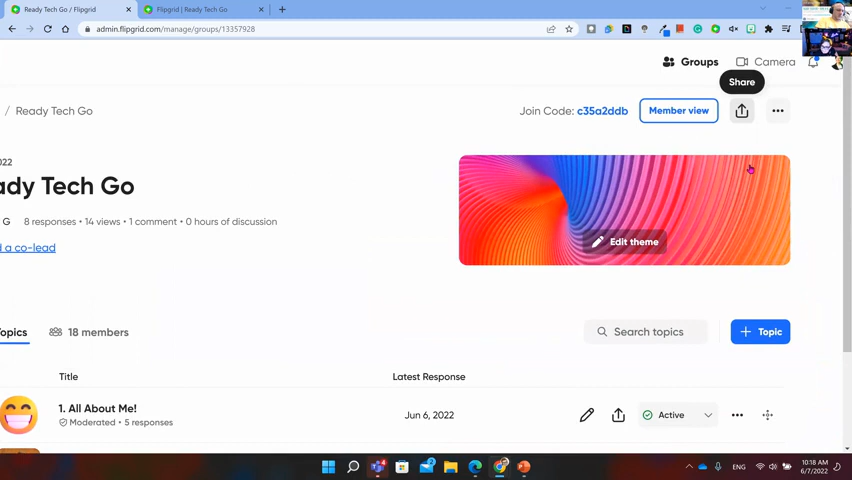 Ready Tech Go / Flipgrid
Flipgrid | Ready Tech Go
admin.flipgrid.com/manage/groups/13357928
Groups
Camera
Share
/ Ready Tech Go
Join Code: c35a2ddb
Member view
022
ady Tech Go
G 8 responses • 14 views • 1 comment • 0 hours of discussion
d a co-lead
Edit theme
opics
18 members
Search topics
+ Topic
Title
Latest Response
1. All About Me!
Moderated • 5 responses
Jun 6, 2022
Active
ENG
10:18 AM
6/7/2022